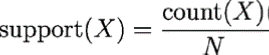 support(X) = count(X)( / N